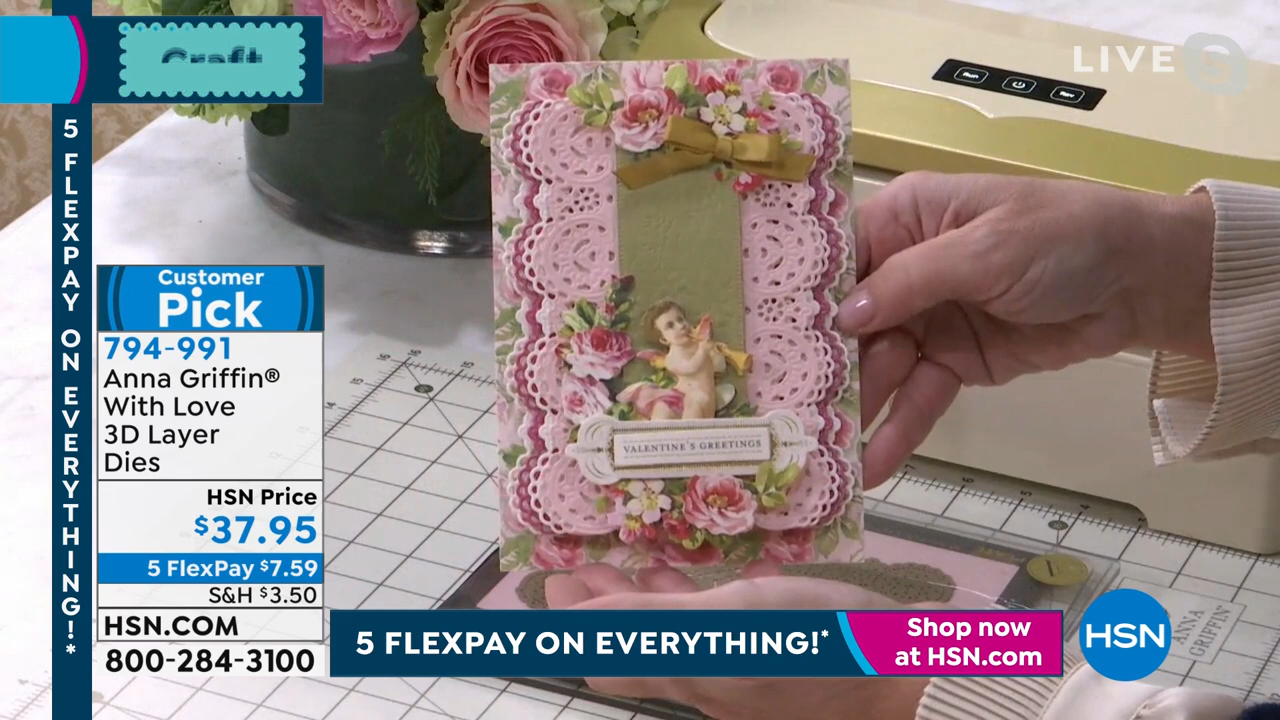 Craft
LIVE S
5 FLEXPAY ON EVERYTHING!*
Run
Rev
Customer
Pick
794-991
Anna Griffin®
With Love
3D Layer
Dies
HSN Price
$37.95
5 FlexPay $7.59
S&H $3.50
HSN.COM
800-284-3100
VALENTINE'S GREETINGS
5 FLEXPAY ON EVERYTHING!*
Shop now
at HSN.com
HSN
ANNA
GRIFFIN